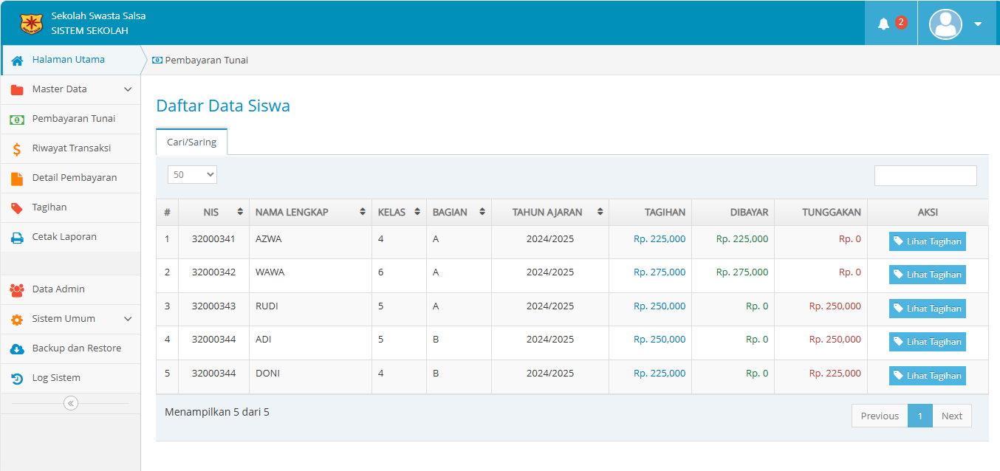 Sekolah Swasta Salsa
SISTEM SEKOLAH
2
Halaman Utama
Pembayaran Tunai
Master Data
Pembayaran Tunai
Riwayat Transaksi
Detail Pembayaran
Tagihan
Cetak Laporan
Data Admin
Sistem Umum
Backup dan Restore
Log Sistem
Daftar Data Siswa
Cari/Saring
50
# NIS NAMA LENGKAP KELAS BAGIAN TAHUN AJARAN TAGIHAN DIBAYAR TUNGGAKAN AKSI
1 32000341 AZWA 4 A 2024/2025 Rp. 225,000 Rp. 225,000 Rp. 0 Lihat Tagihan
2 32000342 WAWA 6 A 2024/2025 Rp. 275,000 Rp. 275,000 Rp. 0 Lihat Tagihan
3 32000343 RUDI 5 A 2024/2025 Rp. 250,000 Rp. 0 Rp. 250,000 Lihat Tagihan
4 32000344 ADI 5 B 2024/2025 Rp. 250,000 Rp. 0 Rp. 250,000 Lihat Tagihan
5 32000344 DONI 4 B 2024/2025 Rp. 225,000 Rp. 0 Rp. 225,000 Lihat Tagihan
Menampilkan 5 dari 5
Previous 1 Next